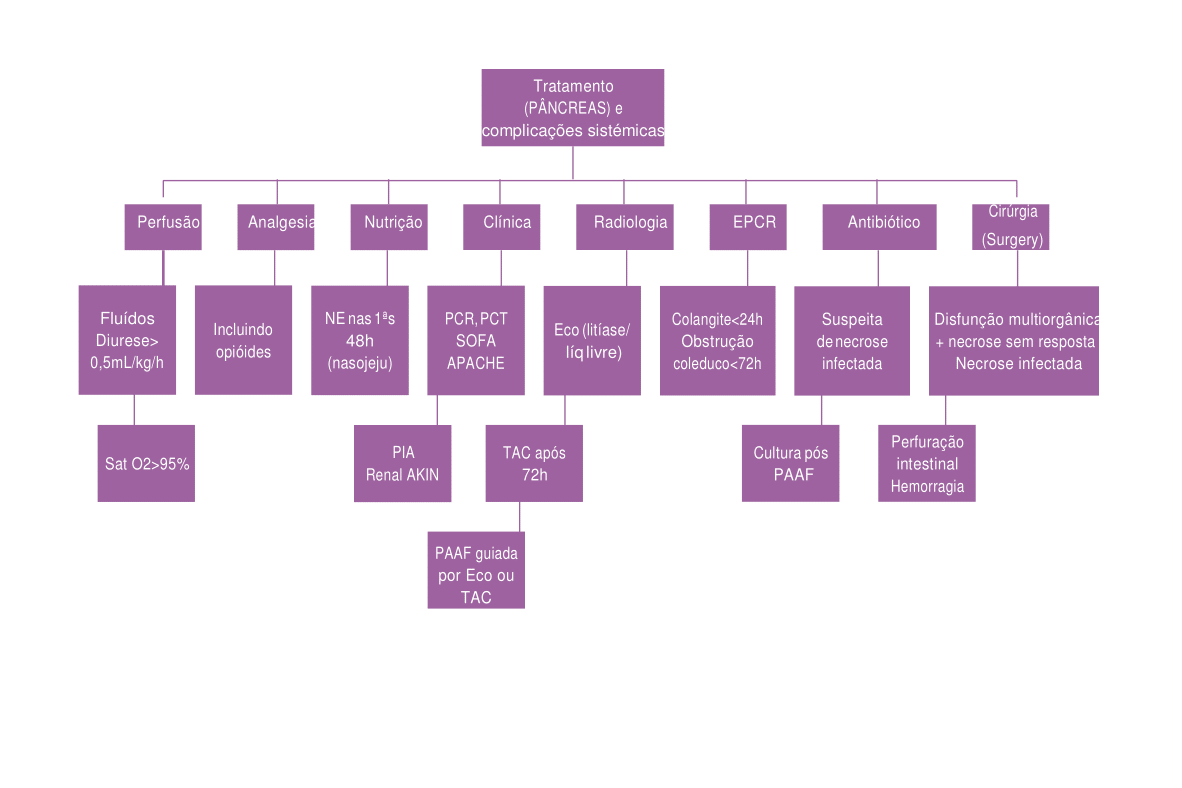 Tratamento
(PÂNCREAS) e
complicações sistémicas
Perfusão
Analgesia
Nutrição
Clínica
Radiologia
EPCR
Antibiótico
Cirúrgia
(Surgery)
Fluídos
Diurese>
0,5mL/kg/h
Incluindo
opióides
NE nas 1ªs
48h
(nasojeju)
PCR, PCT
SOFA
APACHE
Eco (litíase/
líq livre)
Colangite<24h
Obstrução
coleduco<72h
Suspeita
de necrose
infectada
Disfunção multiorgânica
+ necrose sem resposta
Necrose infectada
Sat O2>95%
PIA
Renal AKIN
TAC após
72h
Cultura pós
PAAF
Perfuração
intestinal
Hemorragia
PAAF guiada
por Eco ou
TAC